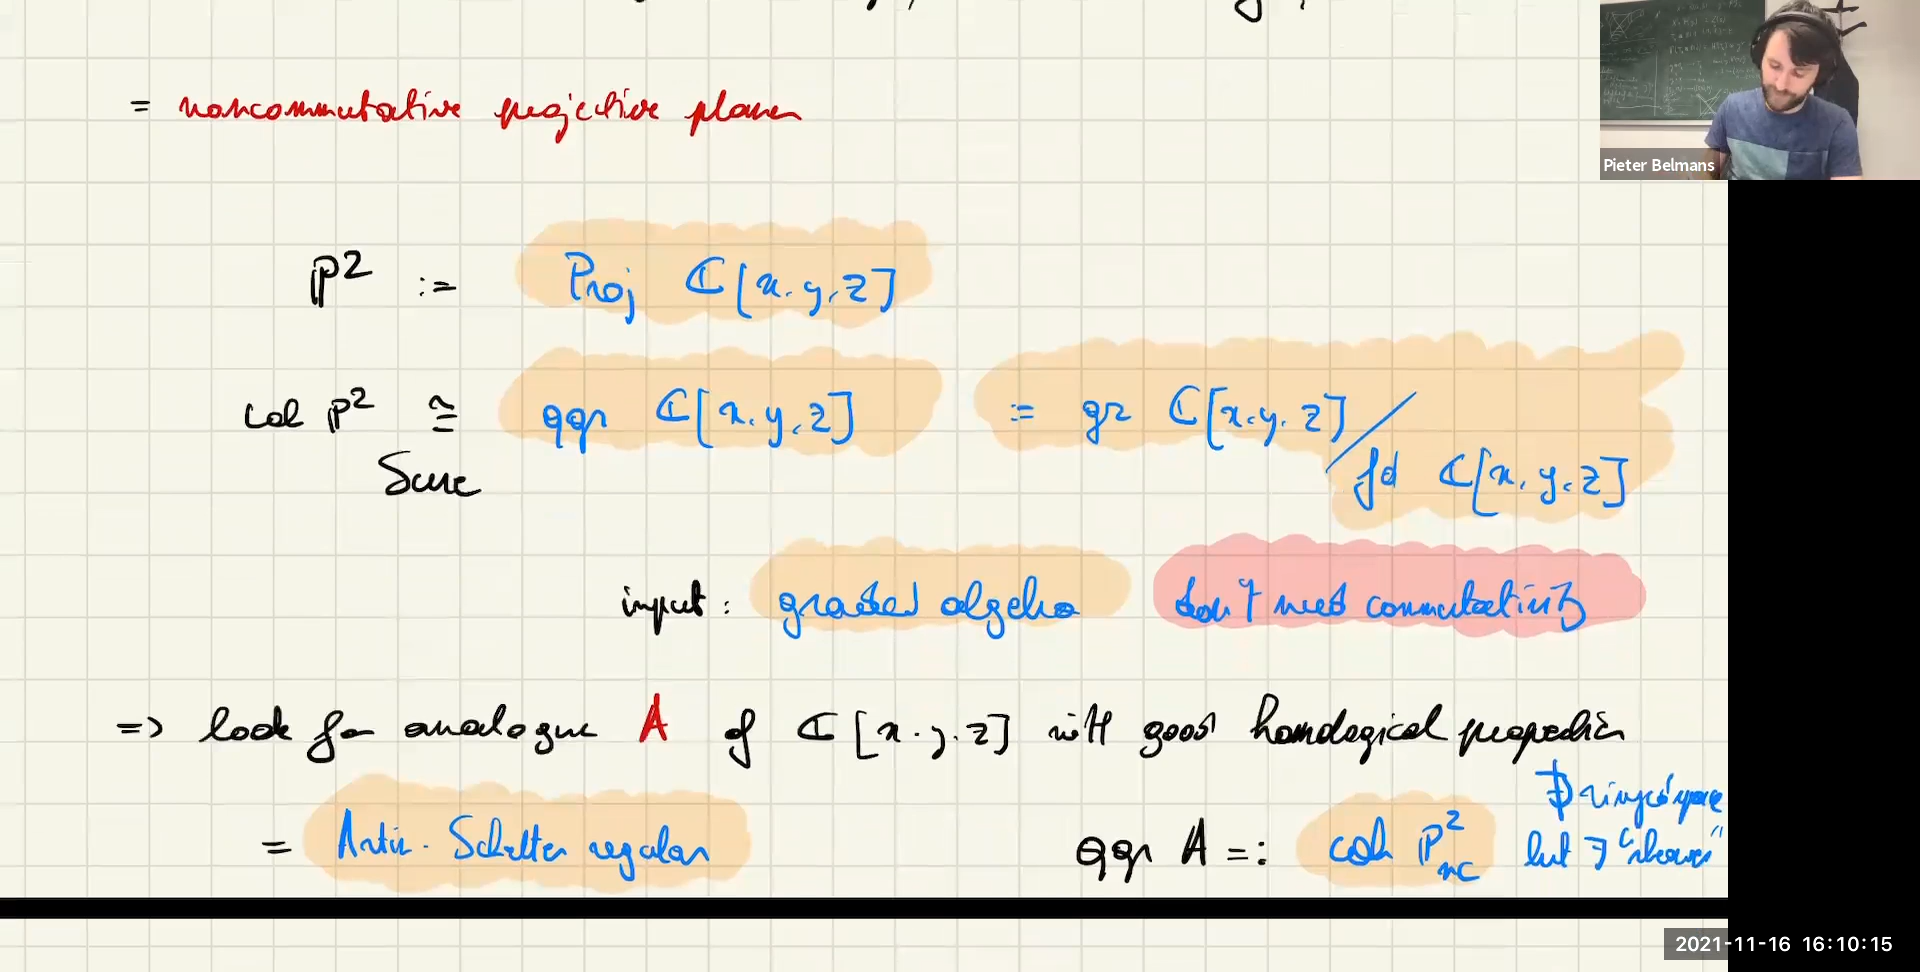 = noncommutative projective planes
Pieter Belmans
ℙ² := Proj ℂ[x,y,z]
coh ℙ² ≅ qgr ℂ[x,y,z] := gr ℂ[x,y,z] / fd ℂ[x,y,z]
Serre
input: graded algebra don't need commutativity
=> look for analogue A of ℂ[x,y,z] with good homological properties
∄ ringed space
= Artin-Schelter regular qgr A =: coh ℙ²nc but ∃ "sheaves"
2021-11-16 16:10:15